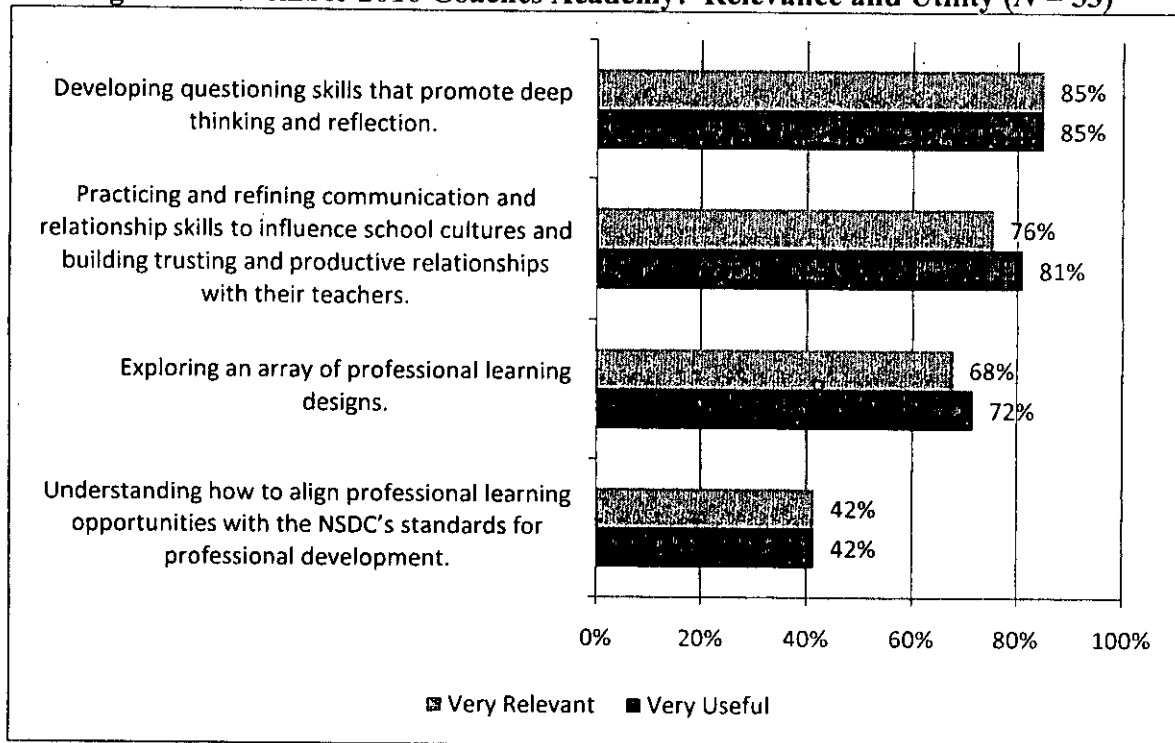 2010 Coaches Academy: Relevance and Utility (N = 53)
Developing questioning skills that promote deep
thinking and reflection.
85%
85%
Practicing and refining communication and
relationship skills to influence school cultures and
building trusting and productive relationships
with their teachers.
76%
81%
Exploring an array of professional learning
designs.
68%
72%
Understanding how to align professional learning
opportunities with the NSDC's standards for
professional development.
42%
42%
0% 20% 40% 60% 80% 100%
Very Relevant Very Useful